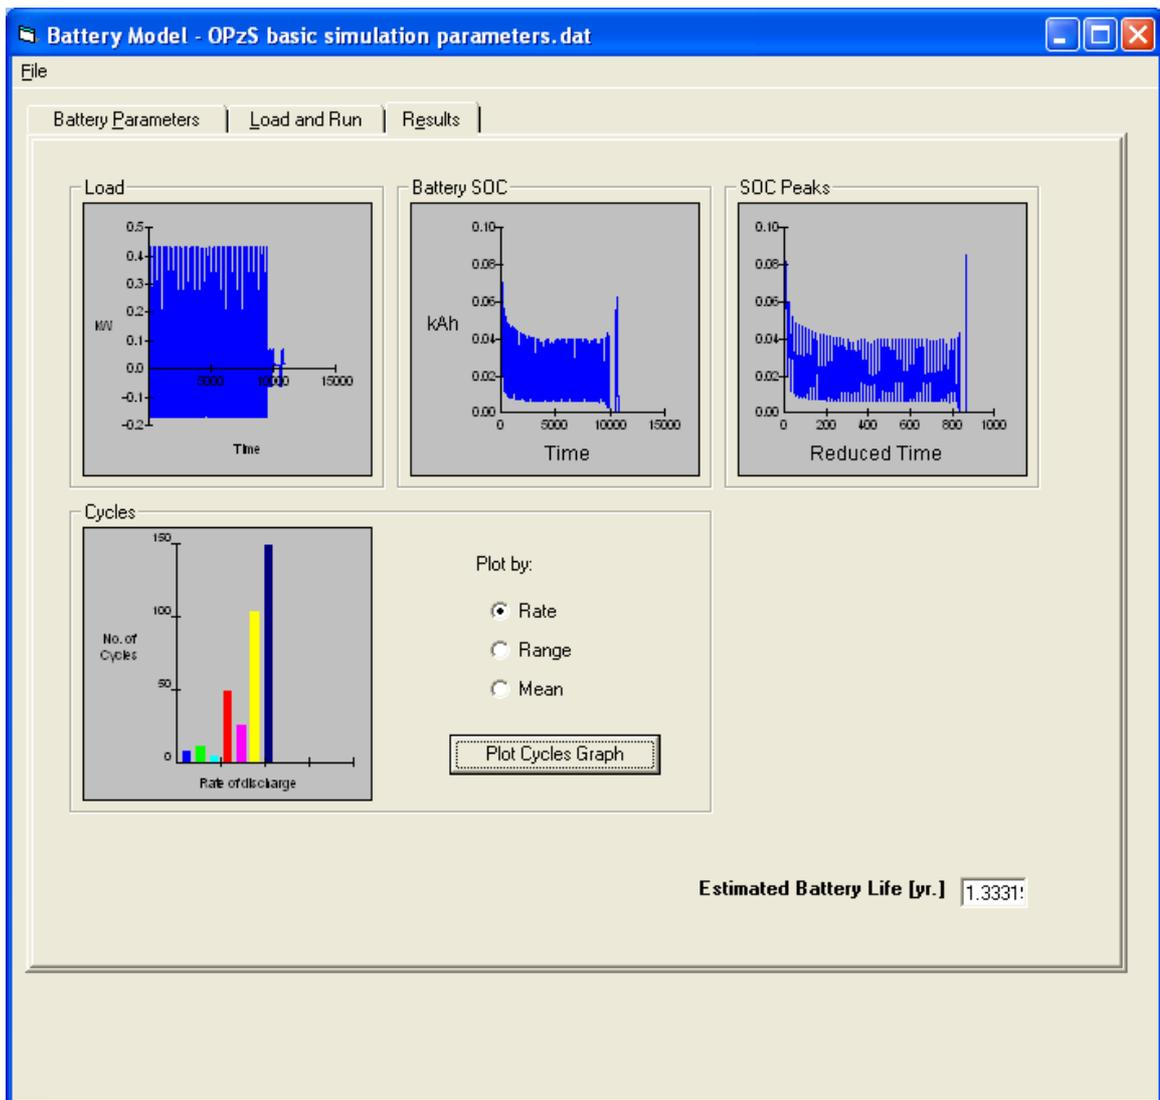 Battery Model - OPzS basic simulation parameters.dat
File
Battery Parameters
Load and Run
Results
Load
0.5
0.4
0.3
0.2
kW
0.1
0.0
5000
10000
15000
-0.1
-0.2
Time
Battery SOC
0.10
0.08
0.06
kAh
0.04
0.02
0.00
0
5000
10000
15000
Time
SOC Peaks
0.10
0.08
0.06
0.04
0.02
0.00
0
200
400
600
800
1000
Reduced Time
Cycles
150
100
No. of
Cycles
50
0
Rate of discharge
Plot by:
Rate
Range
Mean
Plot Cycles Graph
Estimated Battery Life [yr.]
1.3331